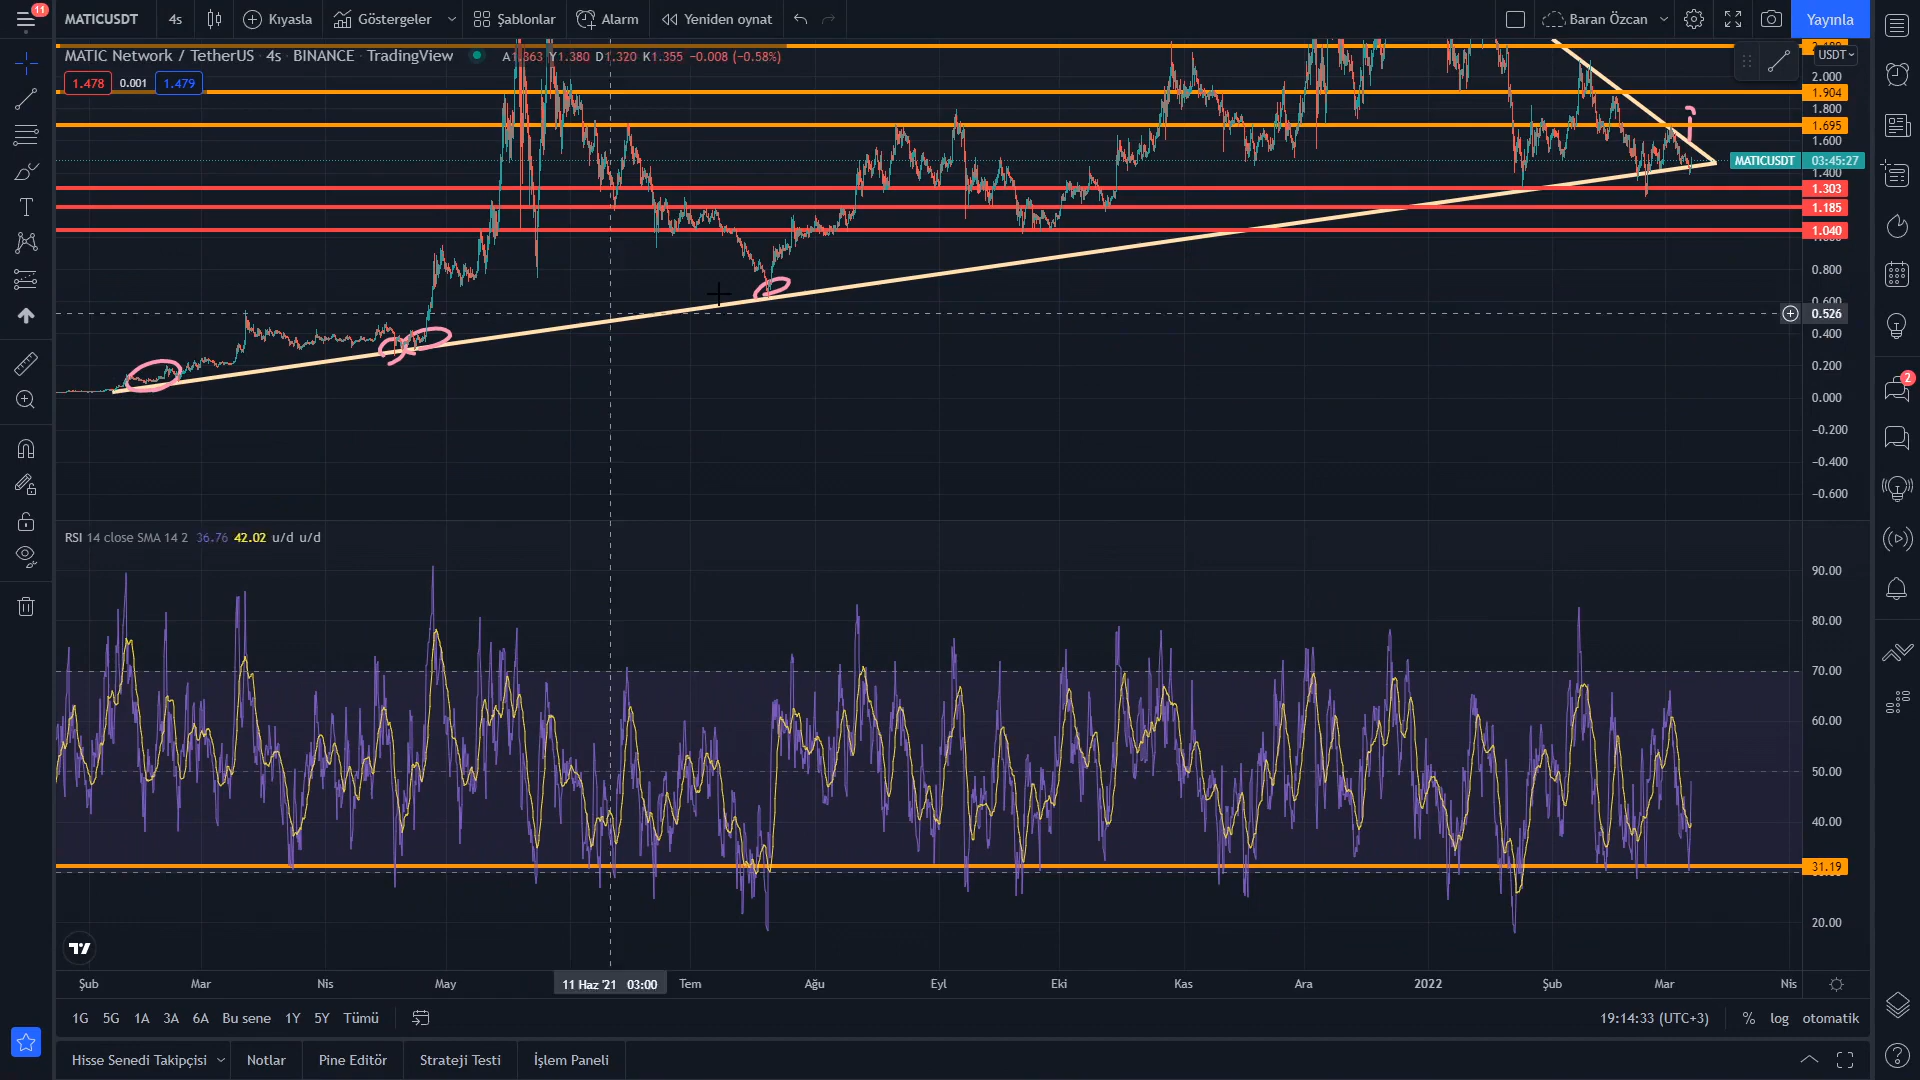 11
MATICUSDT
4s
Kıyasla
Göstergeler
Şablonlar
Alarm
Yeniden oynat
Baran Özcan
Yayınla
MATIC Network / TetherUS · 4s · BINANCE · TradingView
A1.363 Y1.380 D1.320 K1.355 −0.008 (−0.58%)
USDT
1.478
0.001
1.479
2.000
1.904
1.800
1.695
1.600
MATICUSDT
03:45:27
1.400
1.303
1.185
1.040
0.800
0.526
0.400
0.200
0.000
−0.200
−0.400
−0.600
2
RSI 14 close SMA 14 2 36.76 42.02 u/d u/d
90.00
80.00
70.00
60.00
50.00
40.00
31.19
20.00
Şub
Mar
Nis
May
11 Haz '21 03:00
Tem
Ağu
Eyl
Eki
Kas
Ara
2022
Şub
Mar
Nis
1G 5G 1A 3A 6A Bu sene 1Y 5Y Tümü
19:14:33 (UTC+3)
% log otomatik
Hisse Senedi Takipçisi
Notlar
Pine Editör
Strateji Testi
İşlem Paneli